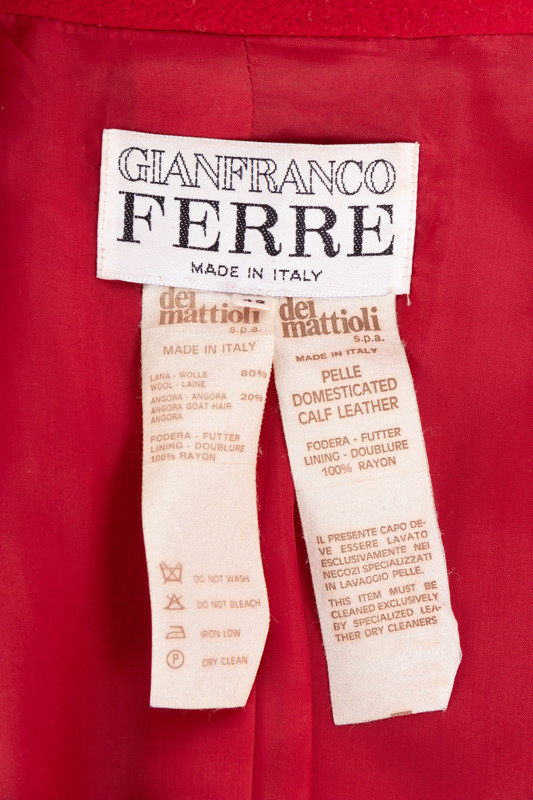 GIANFRANCO
FERRE
MADE IN ITALY
dei
mattioli
s.p.a.
MADE IN ITALY
LANA - WOLLE 80%
WOOL - LAINE
ANGORA - ANGORA 20%
ANGORA GOAT HAIR
ANGORA
FODERA - FUTTER
LINING - DOUBLURE
100% RAYON
DO NOT WASH
DO NOT BLEACH
IRON LOW
P
DRY CLEAN
dei
mattioli
s.p.a.
MADE IN ITALY
PELLE
DOMESTICATED
CALF LEATHER
FODERA - FUTTER
LINING - DOUBLURE
100% RAYON
IL PRESENTE CAPO DE-
VE ESSERE LAVATO
ESCLUSIVAMENTE NEI
NEGOZI SPECIALIZZATI
IN LAVAGGIO PELLE.
THIS ITEM MUST BE
CLEANED EXCLUSIVELY
BY SPECIALIZED LEA-
THER DRY CLEANERS